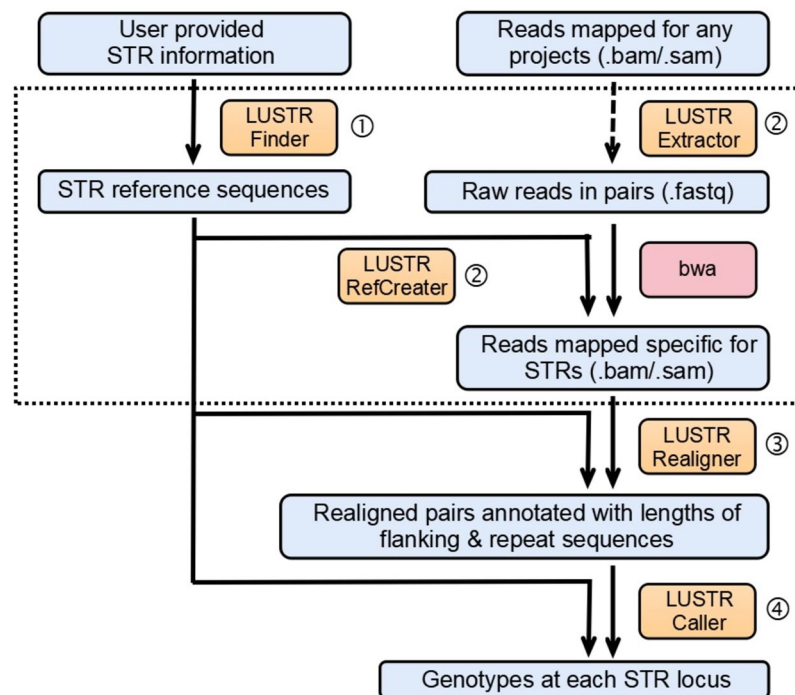 User provided
STR information
Reads mapped for any
projects (.bam/.sam)
LUSTR
Finder
①
LUSTR
Extractor
②
STR reference sequences
Raw reads in pairs (.fastq)
LUSTR
RefCreater
②
bwa
Reads mapped specific for
STRs (.bam/.sam)
LUSTR
Realigner
③
Realigned pairs annotated with lengths of
flanking & repeat sequences
LUSTR
Caller
④
Genotypes at each STR locus